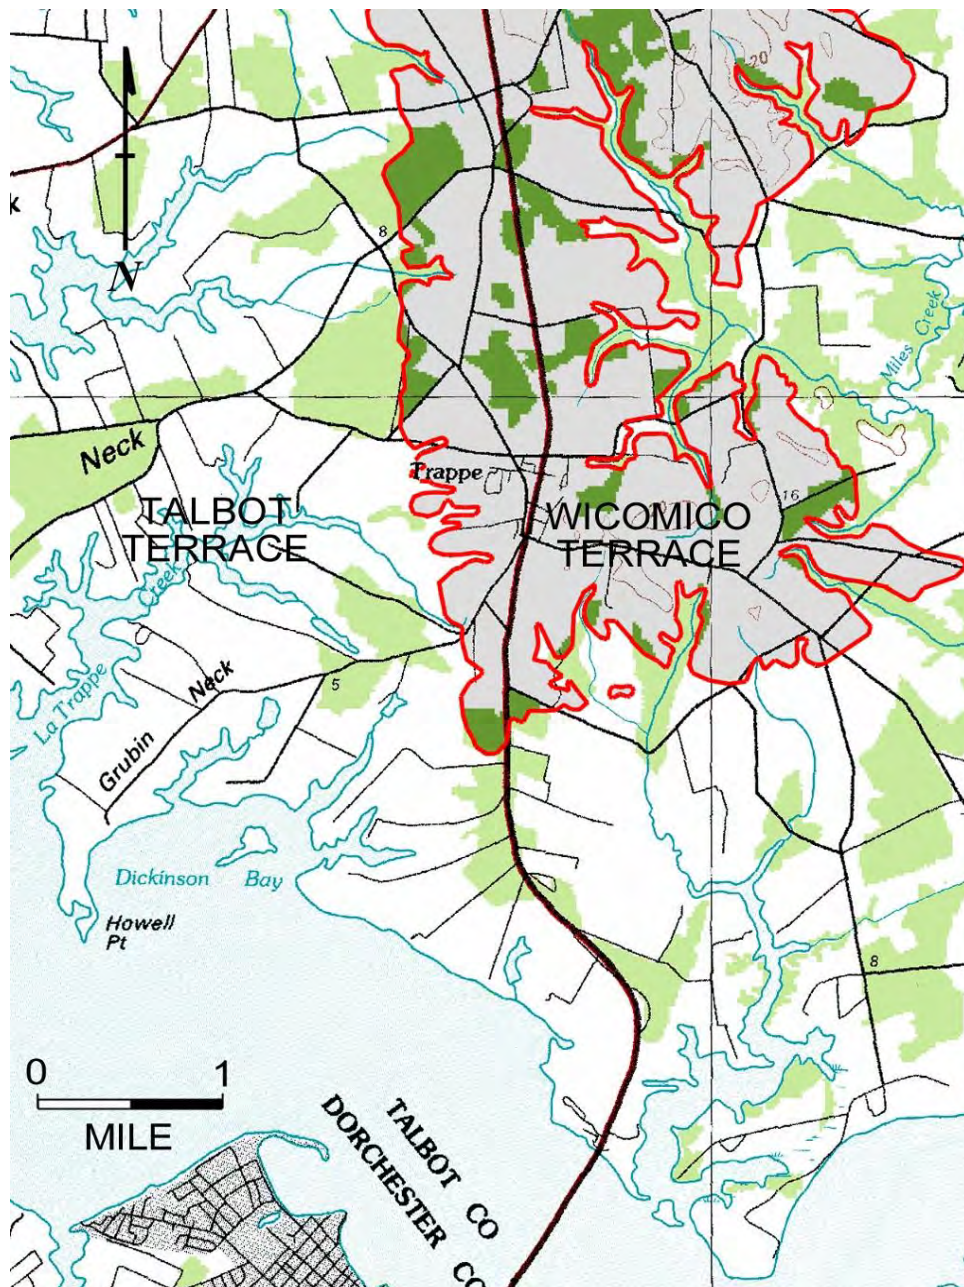 20
k
8
N
Miles Creek
Neck
Trappe
16
TALBOT
TERRACE
WICOMICO
TERRACE
La Trappe Creek
Grubin Neck
5
Dickinson Bay
Howell
Pt
8
0 1
MILE
TALBOT CO
DORCHESTER CO